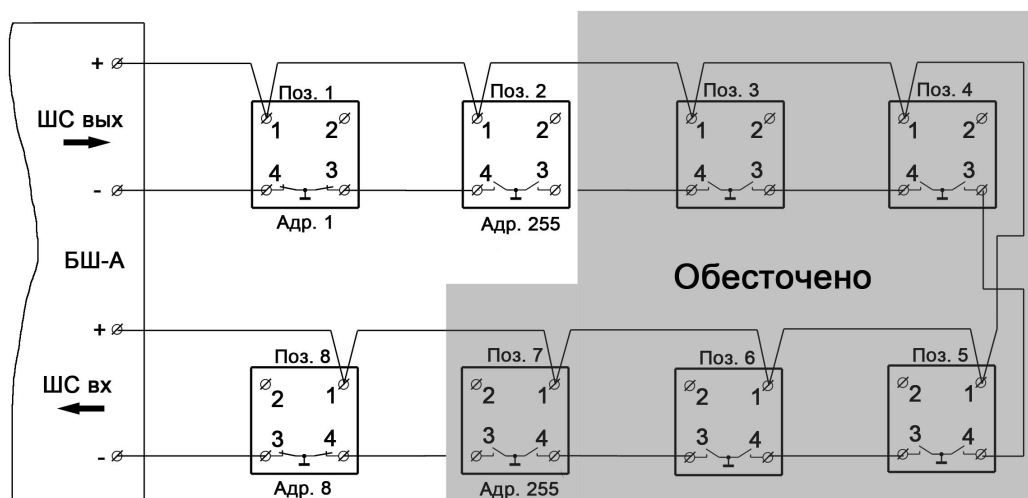 +
Поз. 1 Поз. 2 Поз. 3 Поз. 4
ШС вых
1 2 1 2 1 2 1 2
4 3 4 3 4 3 4 3
-
Адр. 1 Адр. 255
БШ-А
Обесточено
+
Поз. 8 Поз. 7 Поз. 6 Поз. 5
ШС вх
2 1 2 1 2 1 2 1
3 4 3 4 3 4 3 4
-
Адр. 8 Адр. 255